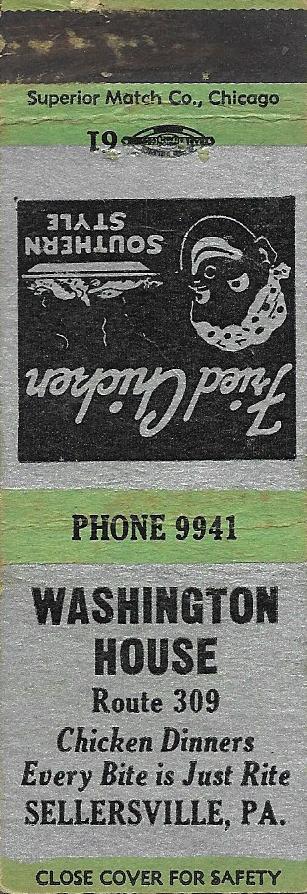 Superior Match Co., Chicago
61
Fried Chicken
SOUTHERN
STYLE
PHONE 9941
WASHINGTON
HOUSE
Route 309
Chicken Dinners
Every Bite is Just Rite
SELLERSVILLE, PA.
CLOSE COVER FOR SAFETY